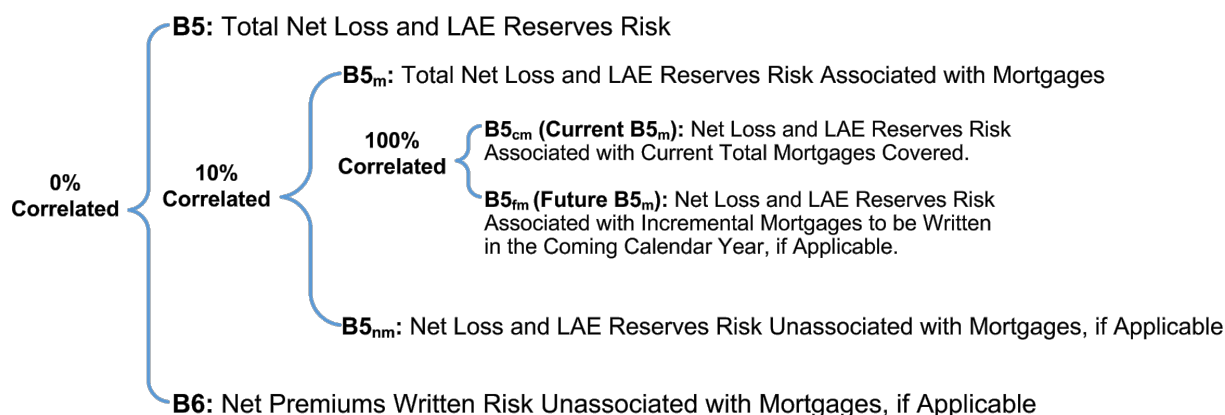 B5: Total Net Loss and LAE Reserves Risk
B5m: Total Net Loss and LAE Reserves Risk Associated with Mortgages
100%
Correlated
B5cm (Current B5m): Net Loss and LAE Reserves Risk
Associated with Current Total Mortgages Covered.
0%
Correlated
10%
Correlated
B5fm (Future B5m): Net Loss and LAE Reserves Risk
Associated with Incremental Mortgages to be Written
in the Coming Calendar Year, if Applicable.
B5nm: Net Loss and LAE Reserves Risk Unassociated with Mortgages, if Applicable
B6: Net Premiums Written Risk Unassociated with Mortgages, if Applicable